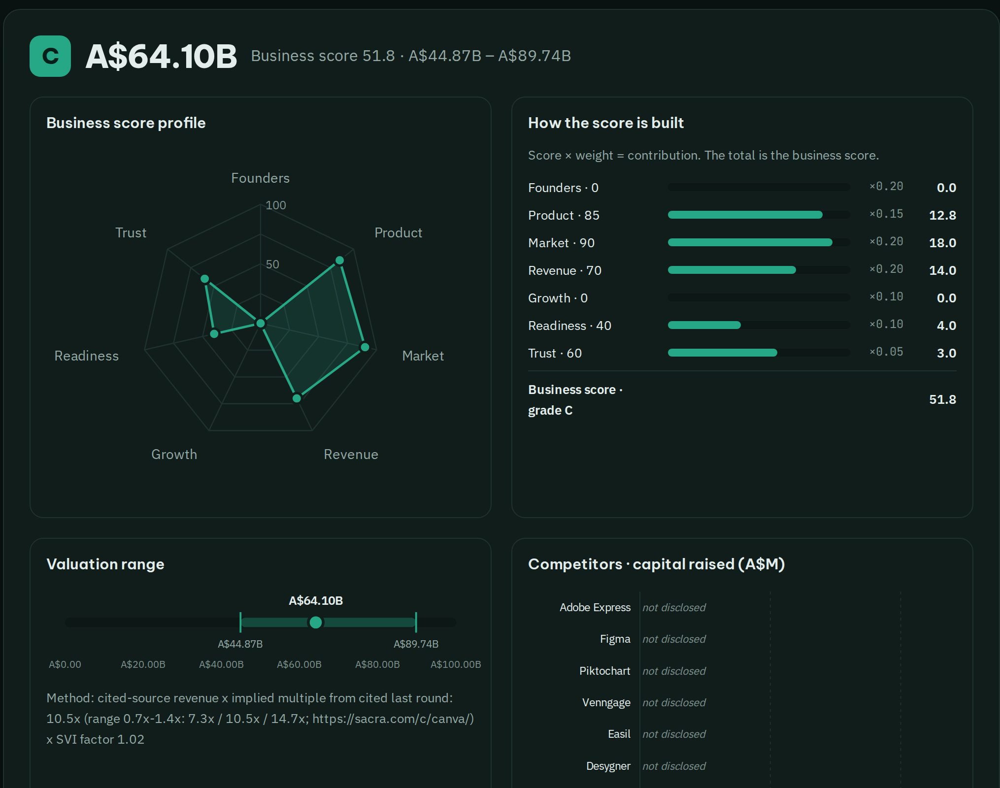 C
A$64.10B
Business score 51.8 · A$44.87B – A$89.74B
Business score profile
Founders
100
Trust
Product
50
Readiness
Market
Growth
Revenue
How the score is built
Score × weight = contribution. The total is the business score.
Founders · 0 ×0.20 0.0
Product · 85 ×0.15 12.8
Market · 90 ×0.20 18.0
Revenue · 70 ×0.20 14.0
Growth · 0 ×0.10 0.0
Readiness · 40 ×0.10 4.0
Trust · 60 ×0.05 3.0
Business score ·
grade C
51.8
Valuation range
A$64.10B
A$44.87B A$89.74B
A$0.00 A$20.00B A$40.00B A$60.00B A$80.00B A$100.00B
Method: cited-source revenue x implied multiple from cited last round:
10.5x (range 0.7x-1.4x: 7.3x / 10.5x / 14.7x; https://sacra.com/c/canva/)
x SVI factor 1.02
Competitors · capital raised (A$M)
Adobe Express not disclosed
Figma not disclosed
Piktochart not disclosed
Venngage not disclosed
Easil not disclosed
Desygner not disclosed